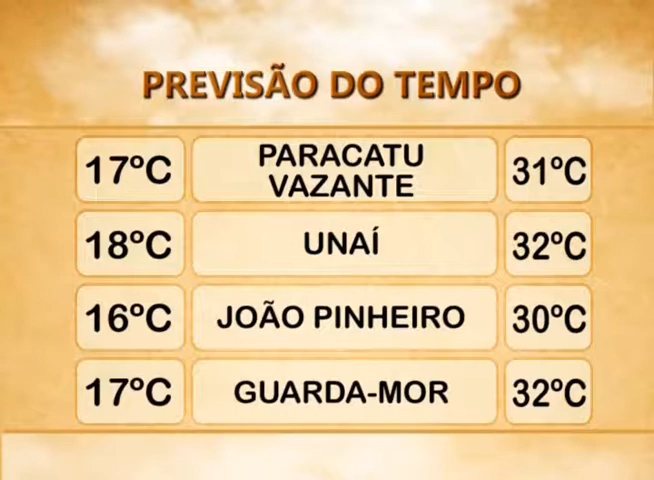 PREVISÃO DO TEMPO
17ºC PARACATU VAZANTE 31ºC
18ºC UNAÍ 32ºC
16ºC JOÃO PINHEIRO 30ºC
17ºC GUARDA-MOR 32ºC